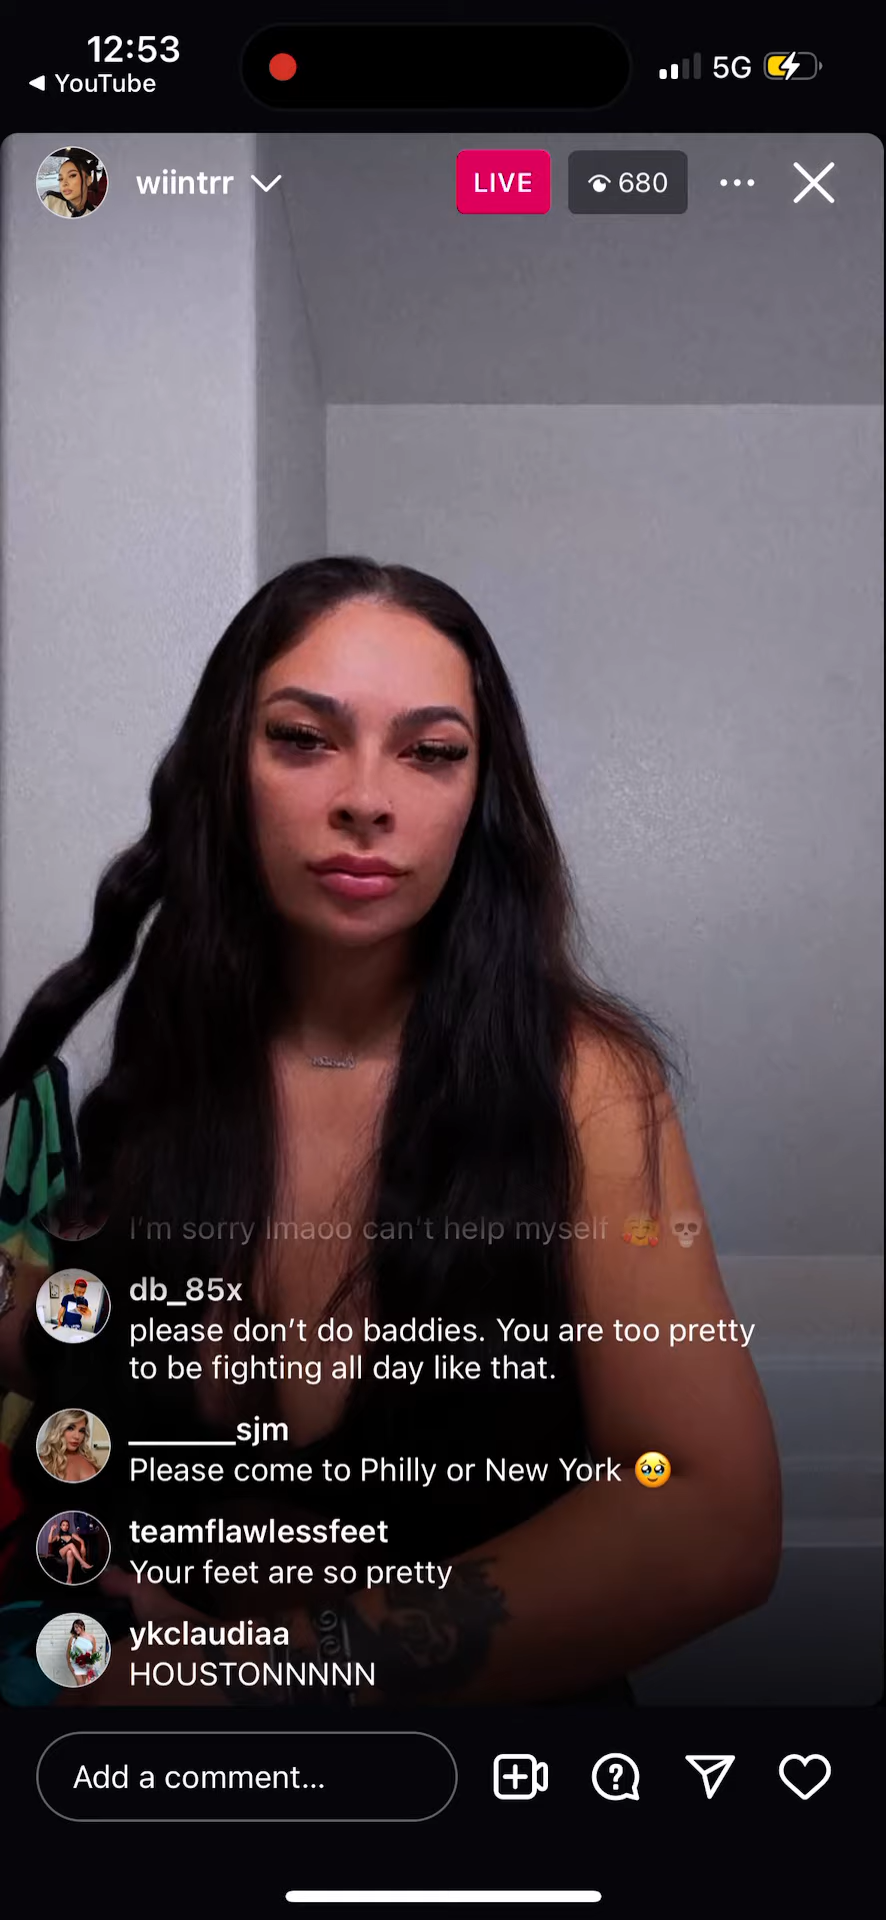 12:53
◀ YouTube
5G
wiintrr
LIVE
680
I'm sorry lmaoo can't help myself 🥰💀
db_85x
please don’t do baddies. You are too pretty
to be fighting all day like that.
_______sjm
Please come to Philly or New York 🥹
teamflawlessfeet
Your feet are so pretty
ykclaudiaa
HOUSTONNNNN
Add a comment...